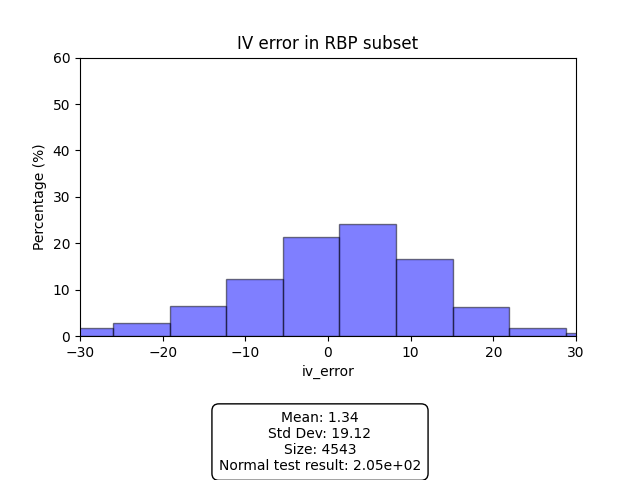 IV error in RBP subset
60
50
40
30
20
10
0
Percentage (%)
−30
−20
−10
0
10
20
30
iv_error
Mean: 1.34
Std Dev: 19.12
Size: 4543
Normal test result: 2.05e+02